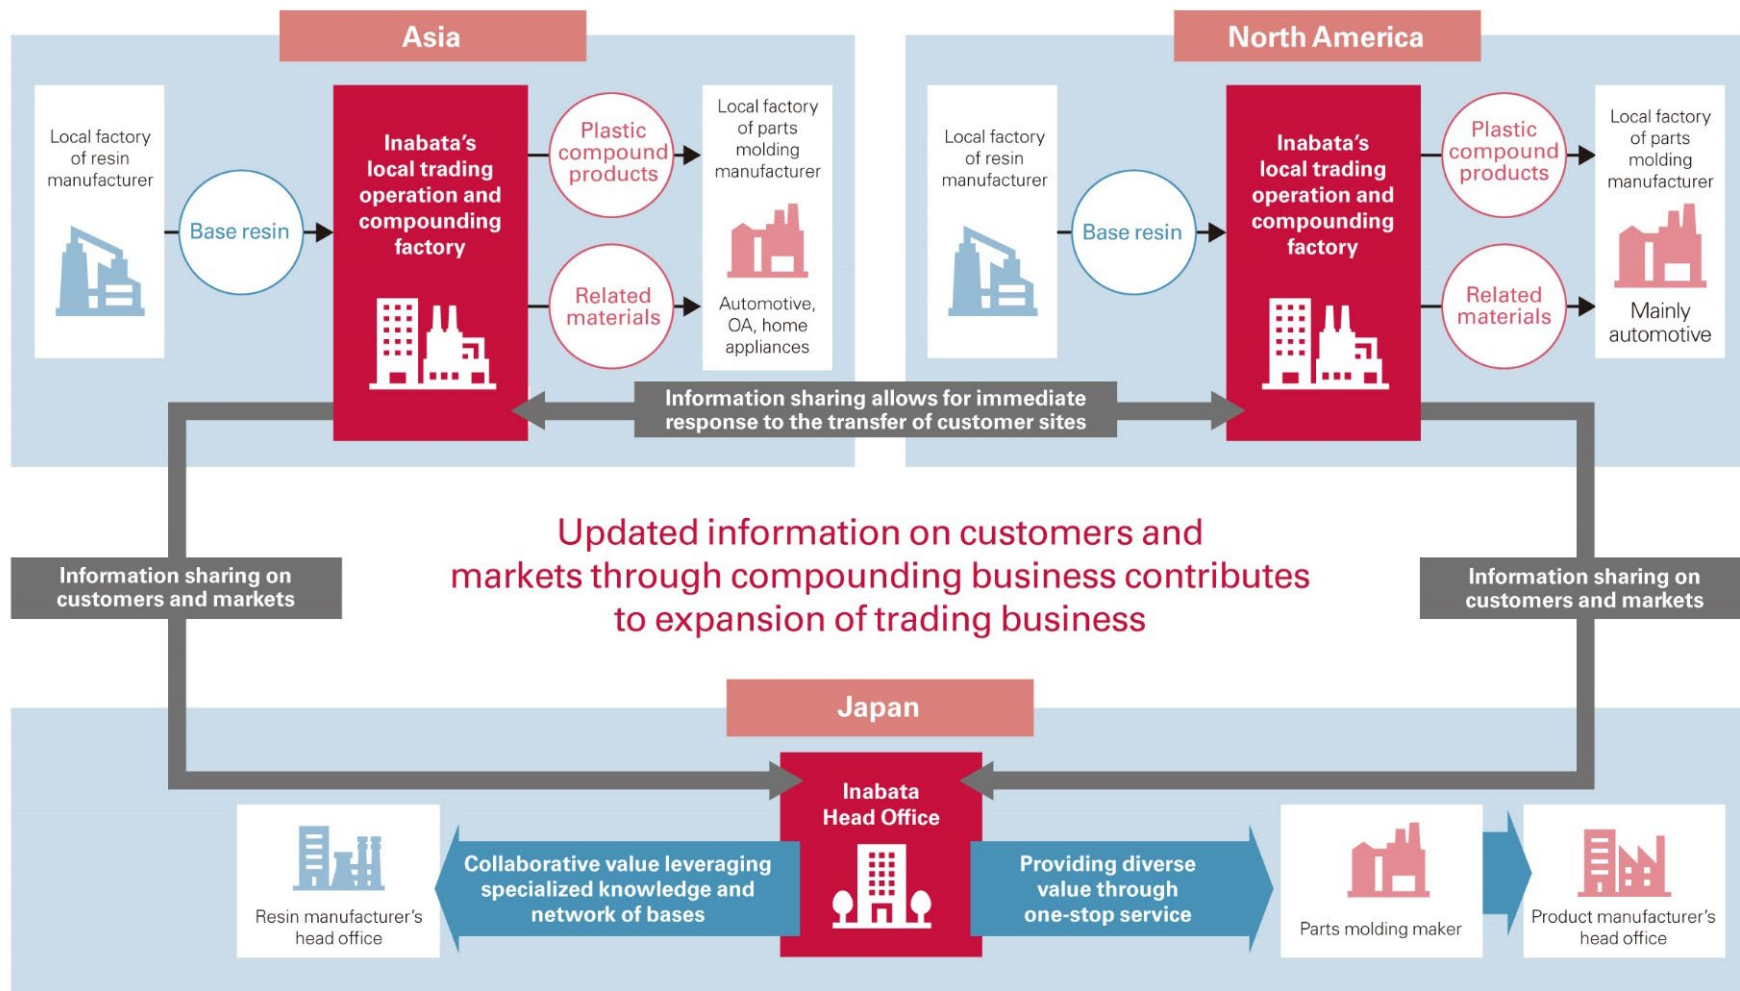 Asia
Local factory
of resin
manufacturer
Base resin
Inabata's
local trading
operation and
compounding
factory
Plastic
compound
products
Related
materials
Local factory
of parts
molding
manufacturer
Automotive,
OA, home
appliances
North America
Local factory
of resin
manufacturer
Base resin
Inabata's
local trading
operation and
compounding
factory
Plastic
compound
products
Related
materials
Local factory
of parts
molding
manufacturer
Mainly
automotive
Information sharing allows for immediate
response to the transfer of customer sites
Information sharing on
customers and markets
Updated information on customers and
markets through compounding business contributes
to expansion of trading business
Information sharing on
customers and markets
Japan
Inabata
Head Office
Resin manufacturer's
head office
Collaborative value leveraging
specialized knowledge and
network of bases
Providing diverse
value through
one-stop service
Parts molding maker
Product manufacturer's
head office